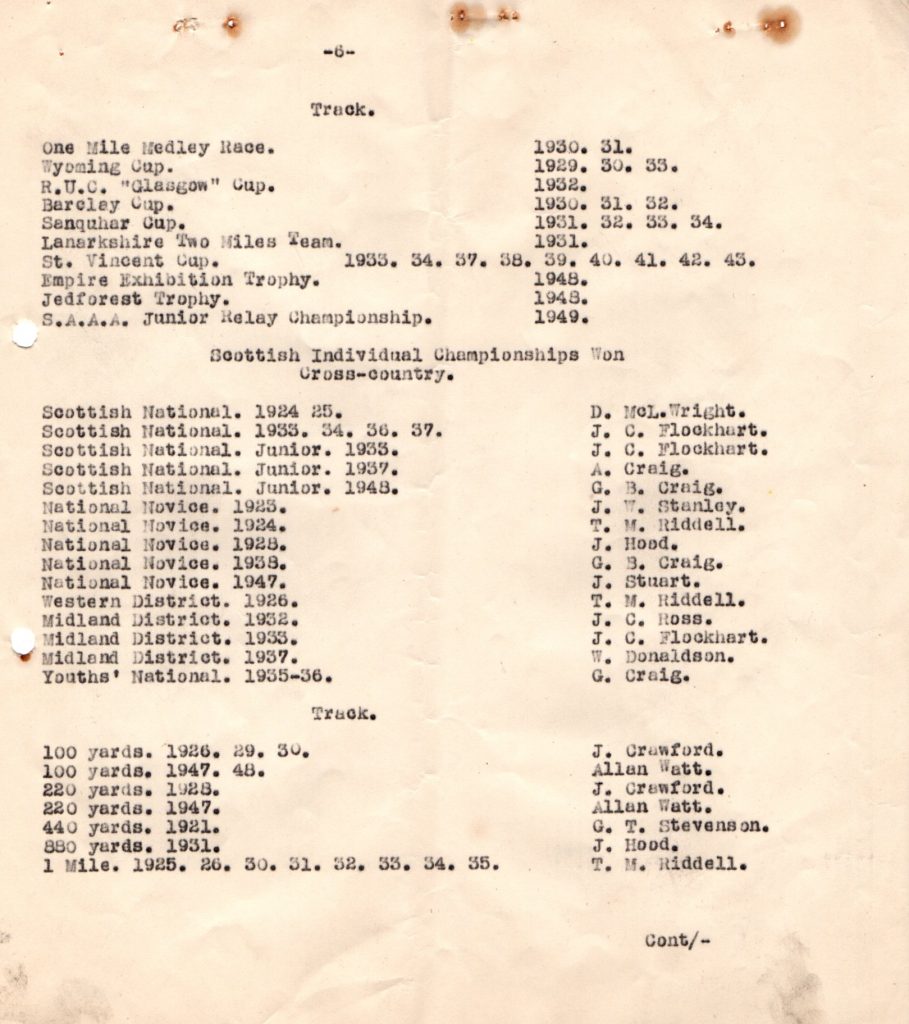 -6-
Track.
One Mile Medley Race. 1930. 31.
Wyoming Cup. 1929. 30. 33.
R.U.C. "Glasgow" Cup. 1932.
Barclay Cup. 1930. 31. 32.
Sanquhar Cup. 1931. 32. 33. 34.
Lanarkshire Two Miles Team. 1931.
St. Vincent Cup. 1933. 34. 37. 38. 39. 40. 41. 42. 43.
Empire Exhibition Trophy. 1948.
Jedforest Trophy. 1948.
S.A.A.A. Junior Relay Championship. 1949.
Scottish Individual Championships Won
Cross-country.
Scottish National. 1924 25. D. McL.Wright.
Scottish National. 1933. 34. 36. 37. J. C. Flockhart.
Scottish National. Junior. 1933. J. C. Flockhart.
Scottish National. Junior. 1937. A. Craig.
Scottish National. Junior. 1948. G. B. Craig.
National Novice. 1923. J. W. Stanley.
National Novice. 1924. T. M. Riddell.
National Novice. 1928. J. Hood.
National Novice. 1938. G. B. Craig.
National Novice. 1947. J. Stuart.
Western District. 1926. T. M. Riddell.
Midland District. 1932. J. C. Ross.
Midland District. 1933. J. C. Flockhart.
Midland District. 1937. W. Donaldson.
Youths' National. 1935-36. G. Craig.
Track.
100 yards. 1926. 29. 30. J. Crawford.
100 yards. 1947. 48. Allan Watt.
220 yards. 1928. J. Crawford.
220 yards. 1947. Allan Watt.
440 yards. 1921. G. T. Stevenson.
880 yards. 1931. J. Hood.
1 Mile. 1925. 26. 30. 31. 32. 33. 34. 35. T. M. Riddell.
Cont/-